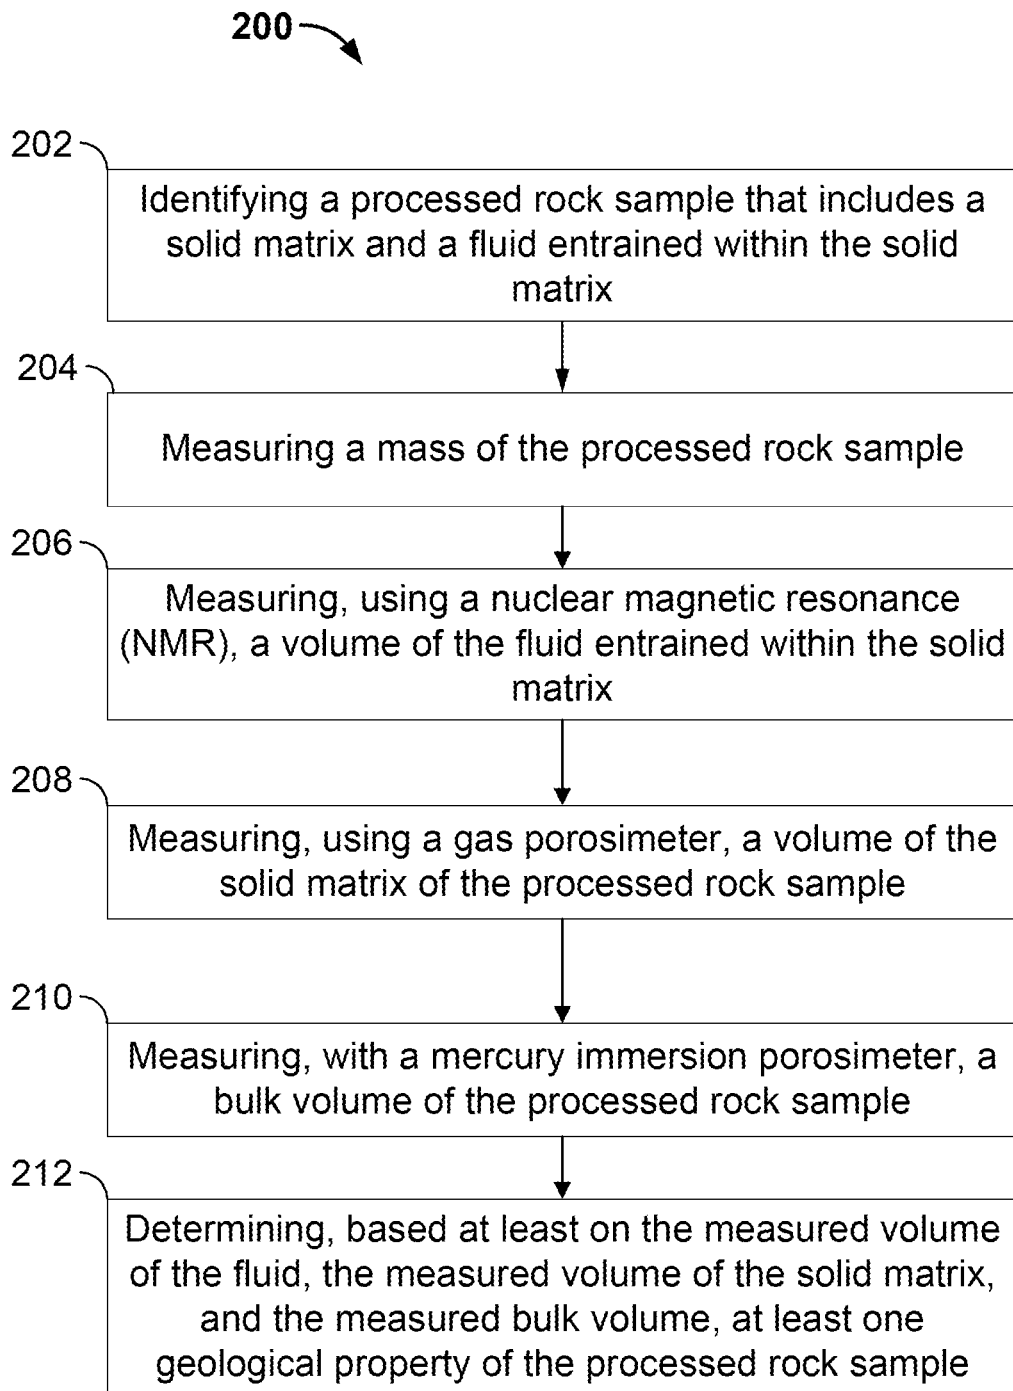 200
202
Identifying a processed rock sample that includes a
solid matrix and a fluid entrained within the solid
matrix
204
Measuring a mass of the processed rock sample
206
Measuring, using a nuclear magnetic resonance
(NMR), a volume of the fluid entrained within the solid
matrix
208
Measuring, using a gas porosimeter, a volume of the
solid matrix of the processed rock sample
210
Measuring, with a mercury immersion porosimeter, a
bulk volume of the processed rock sample
212
Determining, based at least on the measured volume
of the fluid, the measured volume of the solid matrix,
and the measured bulk volume, at least one
geological property of the processed rock sample